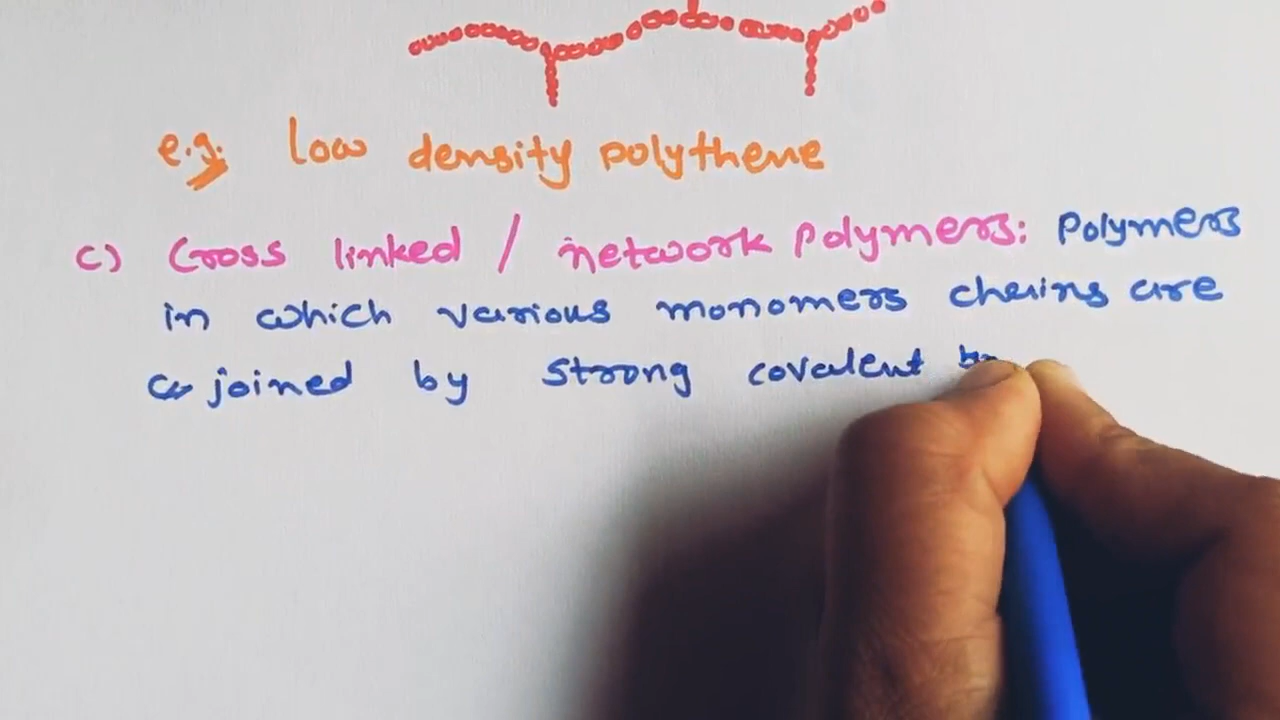 e.g. low density polythene
c) Cross linked / network polymers: Polymers
in which various monomers chains are
joined by strong covalent